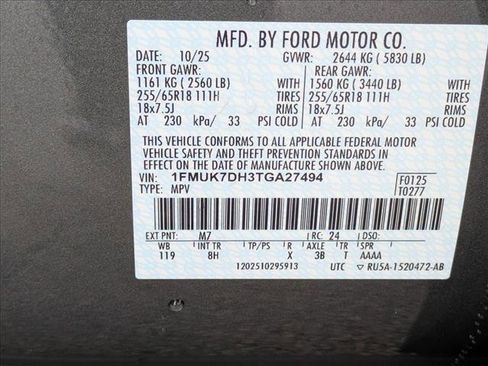 MFD. BY FORD MOTOR CO.
DATE: 10/25 GVWR: 2644 KG ( 5830 LB)
FRONT GAWR: REAR GAWR:
1161 KG ( 2560 LB) WITH 1560 KG ( 3440 LB) WITH
255/65R18 111H TIRES 255/65R18 111H TIRES
18x7.5J RIMS 18x7.5J RIMS
AT 230 kPa/ 33 PSI COLD AT 230 kPa/ 33 PSI COLD
THIS VEHICLE CONFORMS TO ALL APPLICABLE FEDERAL MOTOR
VEHICLE SAFETY AND THEFT PREVENTION STANDARDS IN EFFECT ON THE
DATE OF MANUFACTURE SHOWN ABOVE.
VIN: 1FMUK7DH3TGA27494 F0125
TYPE: MPV T0277
EXT PNT: M7 RC: 24
WB INT TR TP/PS R AXLE TR SPR
119 8H X 3B T AAAA
1202510295913 UTC RU5A-1520472-AB